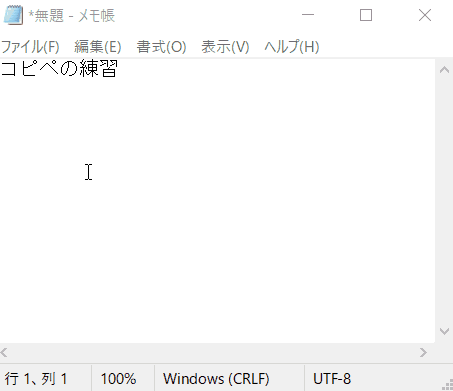 *無題 - メモ帳
ファイル(F) 編集(E) 書式(O) 表示(V) ヘルプ(H)
コピペの練習
行 1、列 1 100% Windows (CRLF) UTF-8